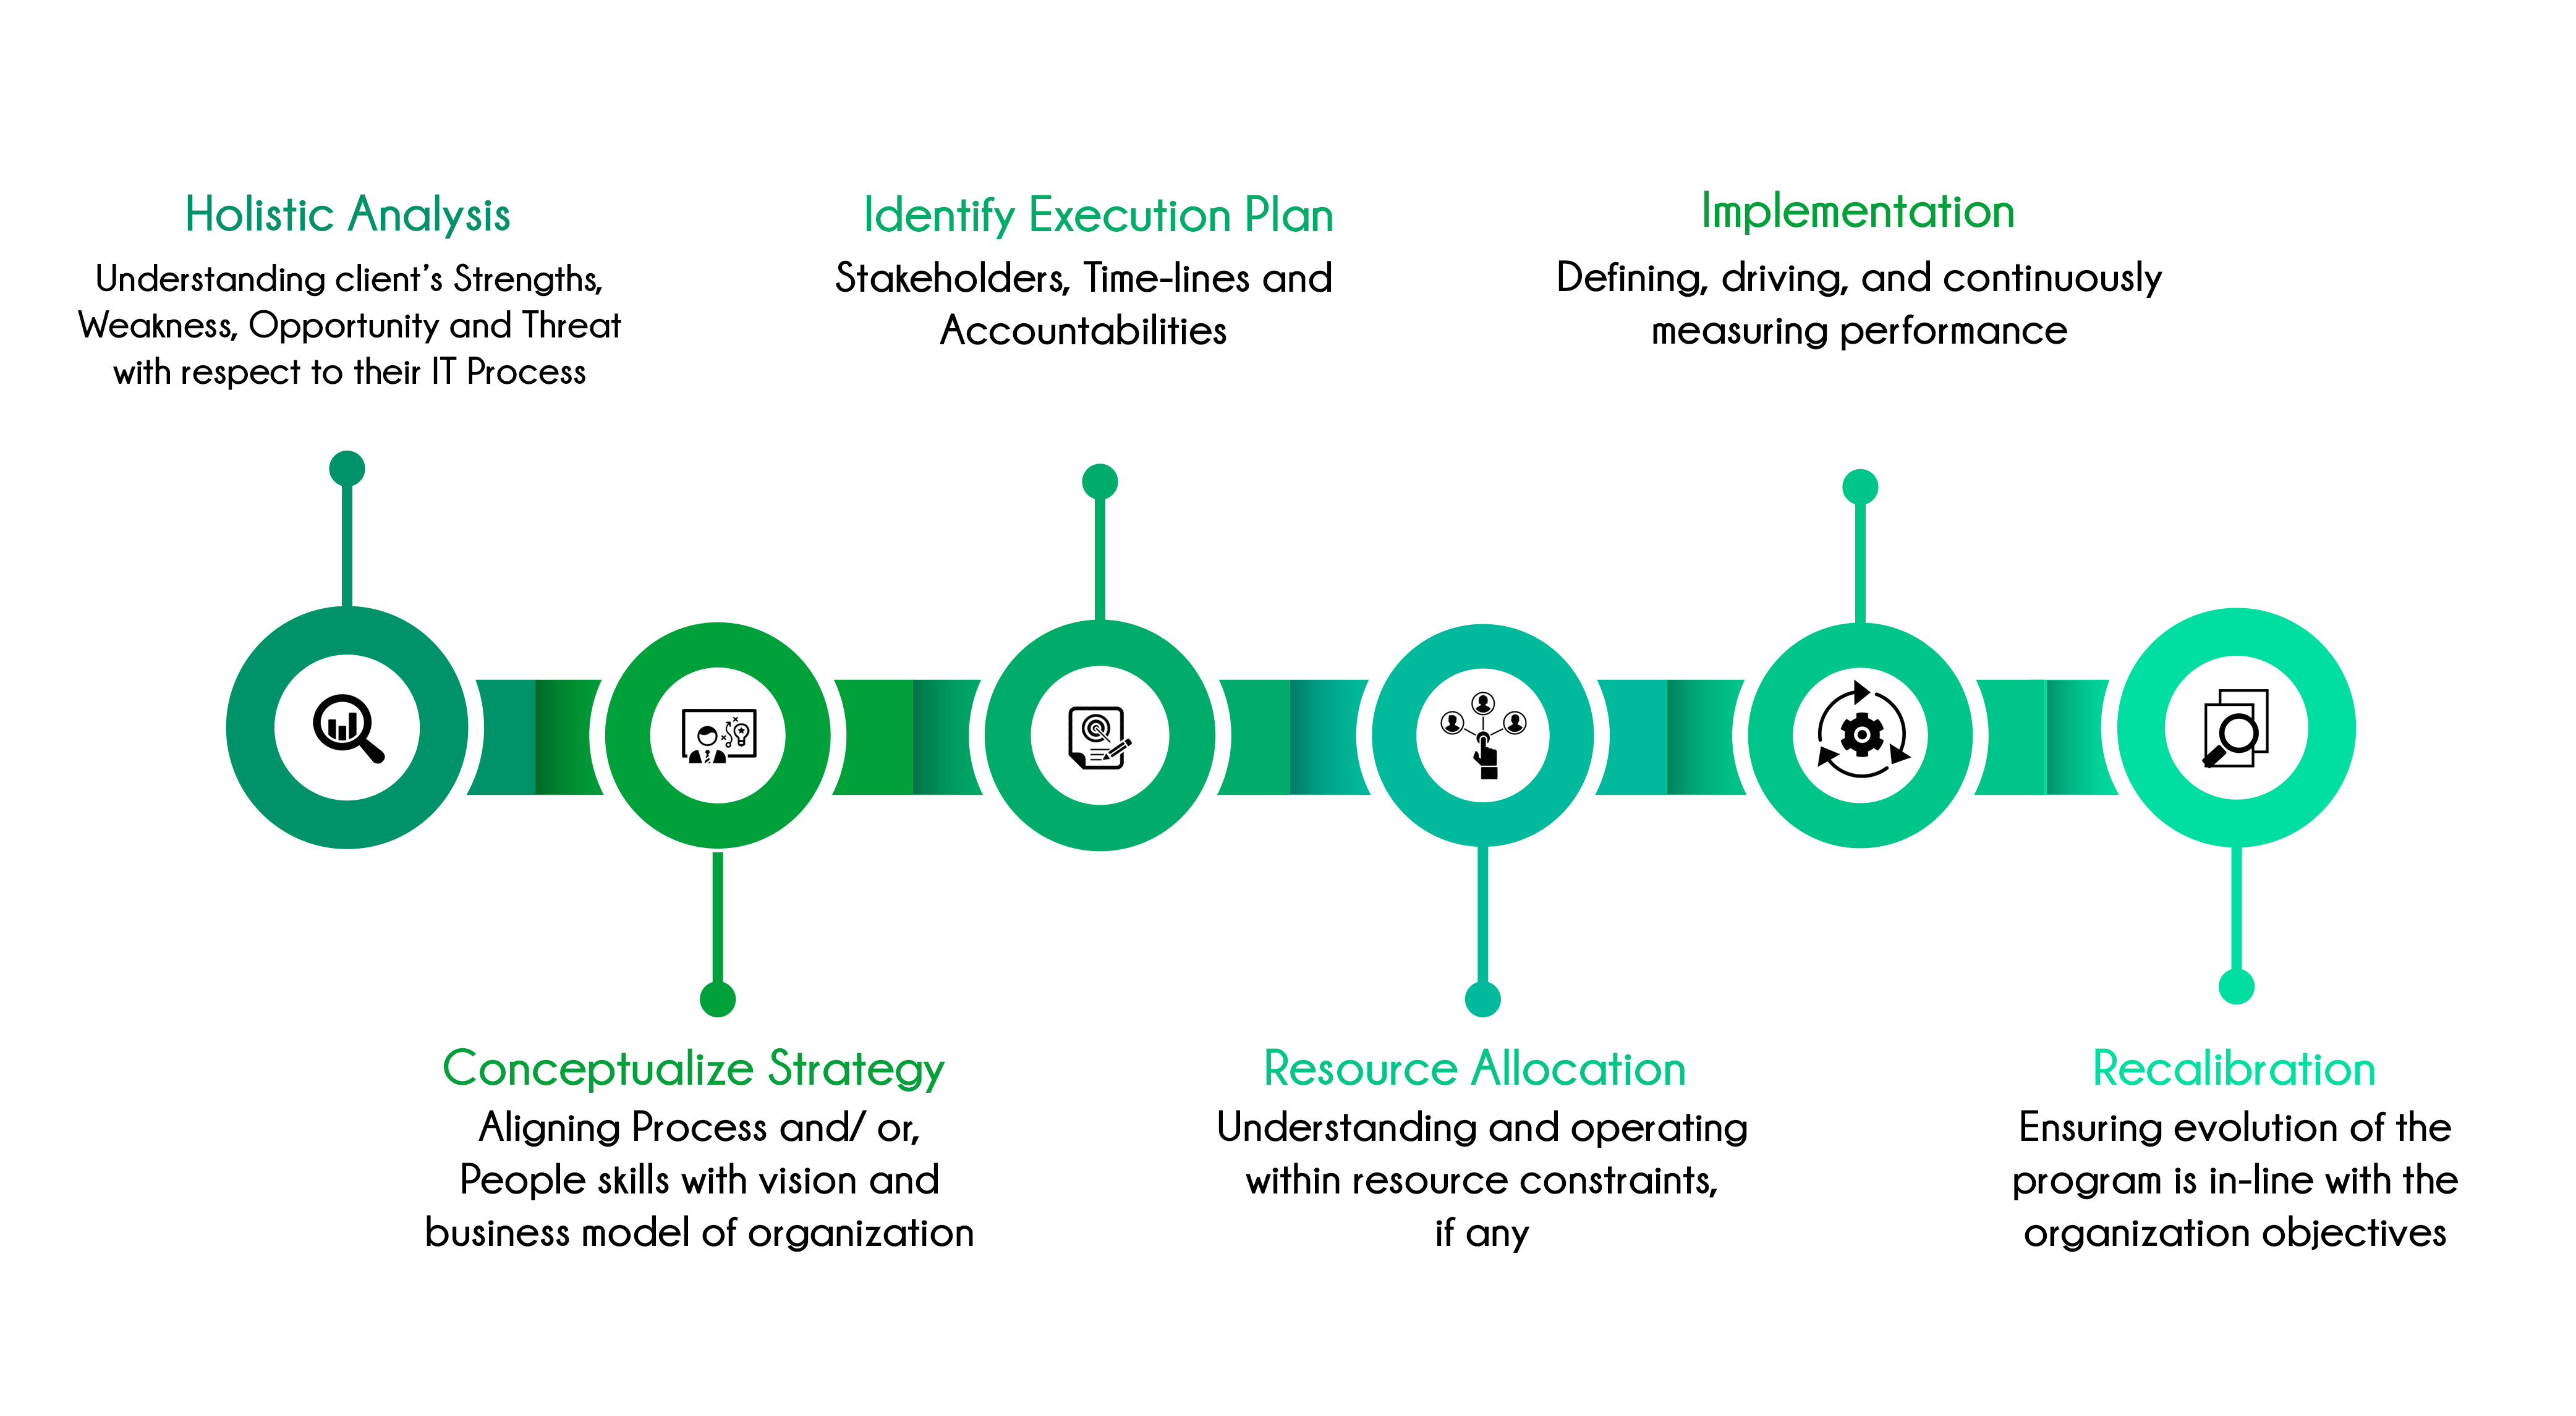 Holistic Analysis
Understanding client's Strengths,
Weakness, Opportunity and Threat
with respect to their IT Process
Conceptualize Strategy
Aligning Process and/ or,
People skills with vision and
business model of organization
Identify Execution Plan
Stakeholders, Time-lines and
Accountabilities
Resource Allocation
Understanding and operating
within resource constraints,
if any
Implementation
Defining, driving, and continuously
measuring performance
Recalibration
Ensuring evolution of the
program is in-line with the
organization objectives